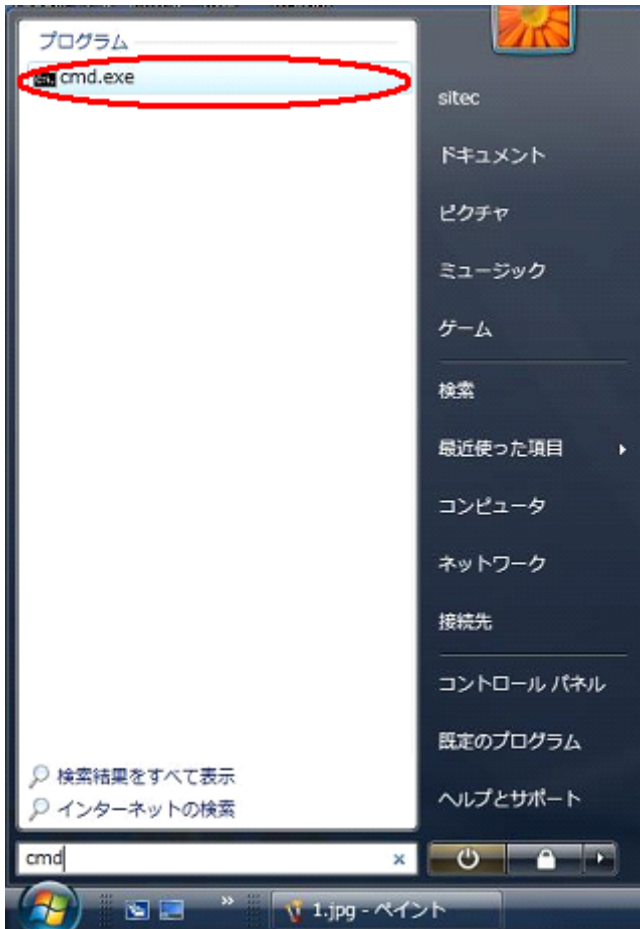 プログラム
cmd.exe
検索結果をすべて表示
インターネットの検索
cmd
sitec
ドキュメント
ピクチャ
ミュージック
ゲーム
検索
最近使った項目
コンピュータ
ネットワーク
接続先
コントロール パネル
既定のプログラム
ヘルプとサポート
1.jpg - ペイント